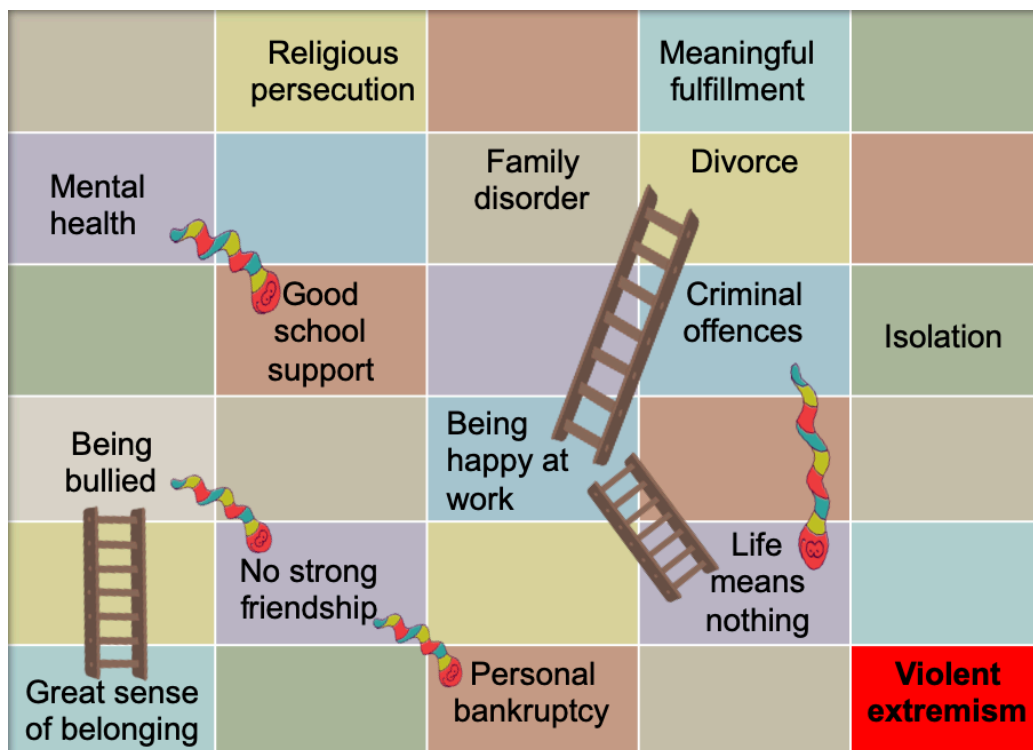 Religious
persecution
Meaningful
fulfillment
Mental
health
Family
disorder
Divorce
Good
school
support
Criminal
offences
Isolation
Being
bullied
Being
happy at
work
No strong
friendship
Life
means
nothing
Great sense
of belonging
Personal
bankruptcy
Violent
extremism